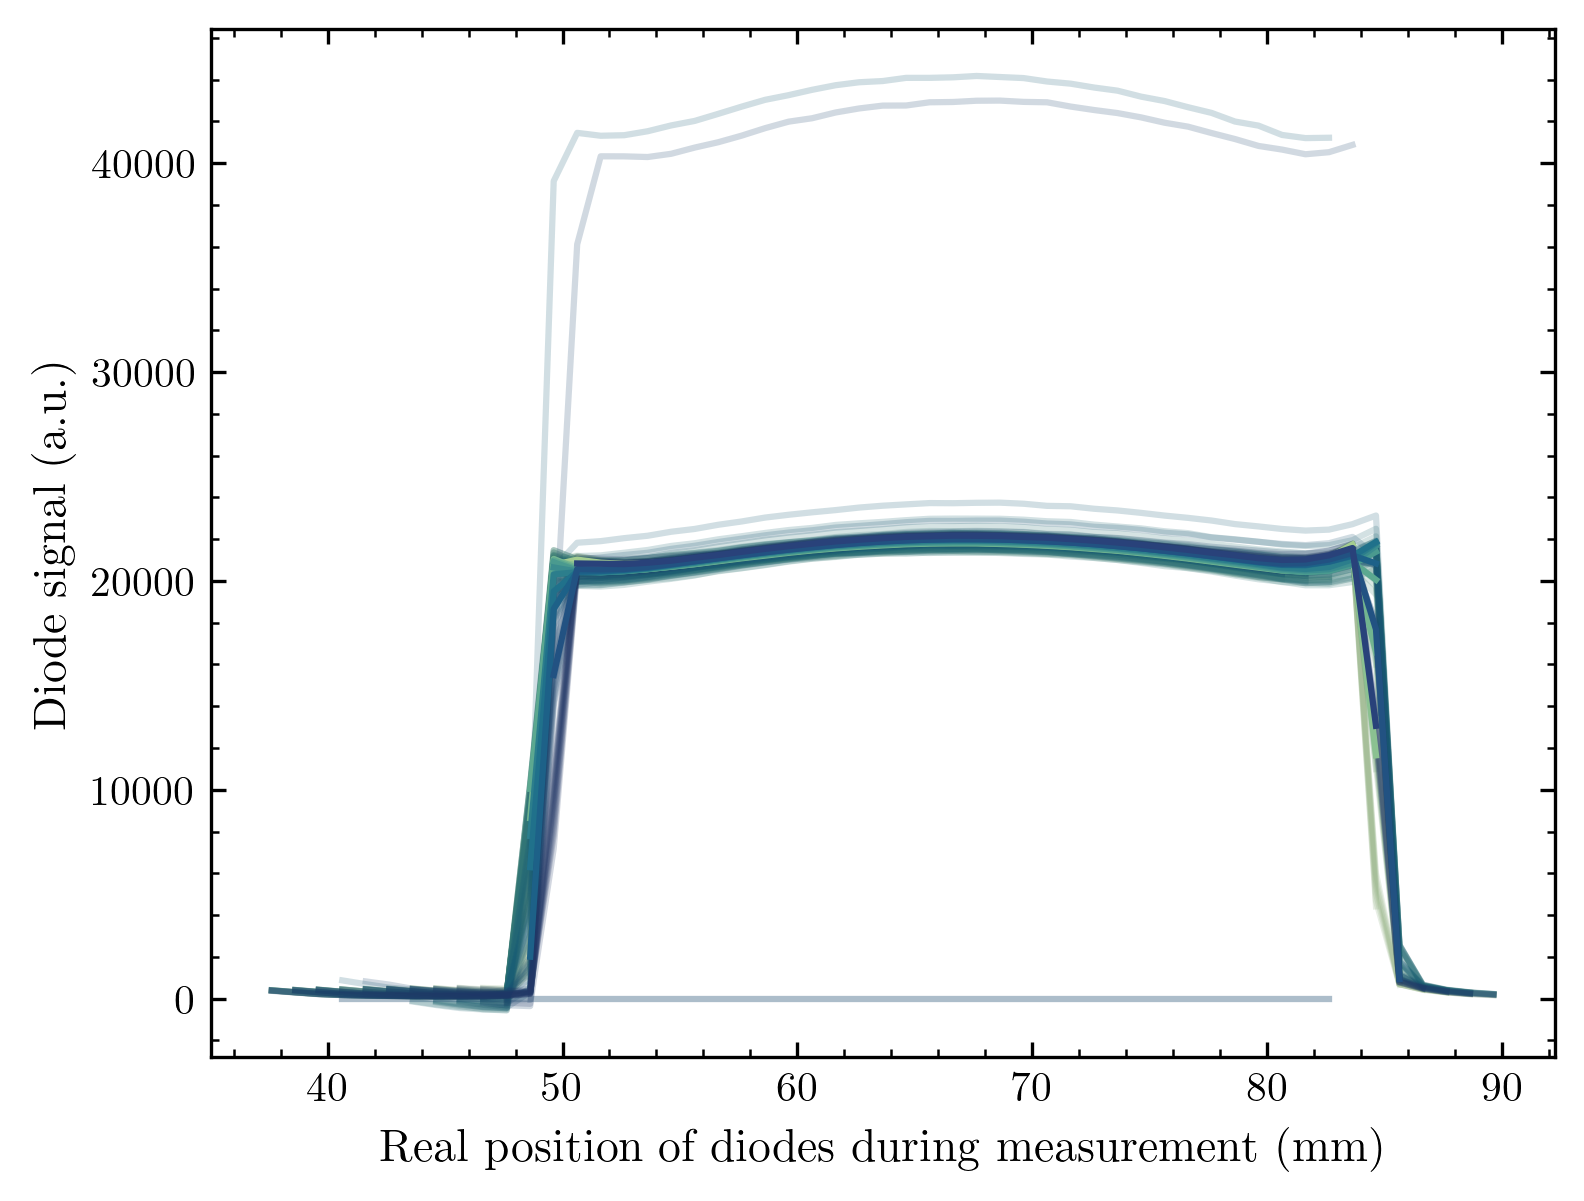 Diode signal (a.u.)
40000
30000
20000
10000
0
40 50 60 70 80 90
Real position of diodes during measurement (mm)